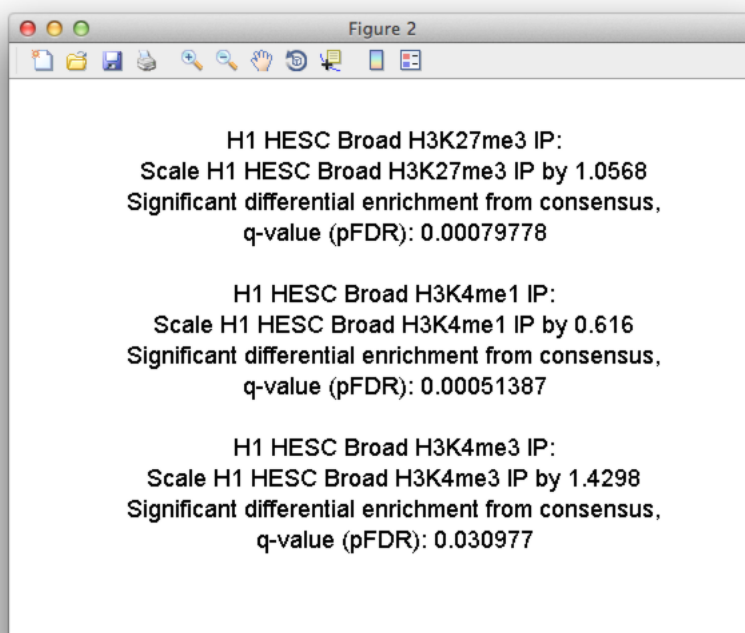 Figure 2
H1 HESC Broad H3K27me3 IP:
Scale H1 HESC Broad H3K27me3 IP by 1.0568
Significant differential enrichment from consensus,
q-value (pFDR): 0.00079778
H1 HESC Broad H3K4me1 IP:
Scale H1 HESC Broad H3K4me1 IP by 0.616
Significant differential enrichment from consensus,
q-value (pFDR): 0.00051387
H1 HESC Broad H3K4me3 IP:
Scale H1 HESC Broad H3K4me3 IP by 1.4298
Significant differential enrichment from consensus,
q-value (pFDR): 0.030977